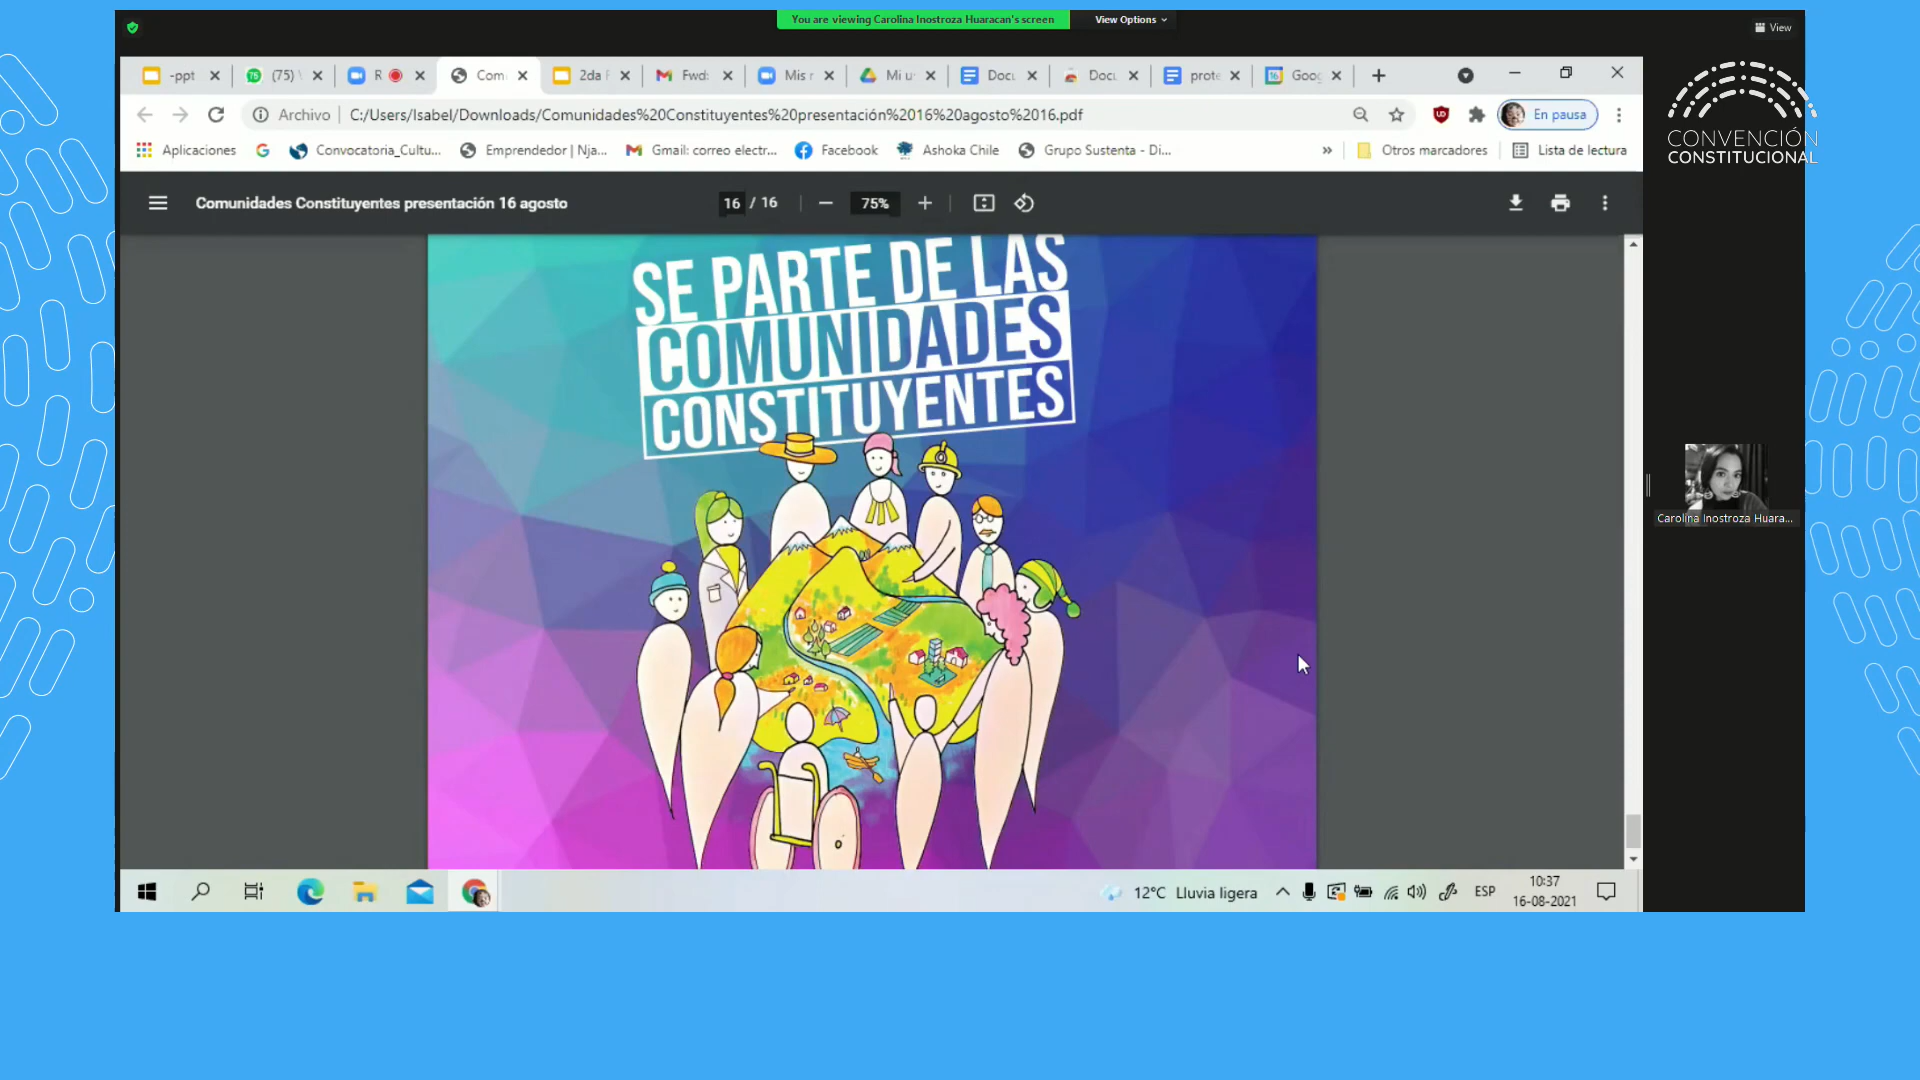 You are viewing Carolina Inostroza Huaracan's screen
View Options
View
-ppt
(75)
R
Com
2da
Fwd:
Mis r
Mi u
Docu
Docu
prote
Goog
Archivo
C:/Users/Isabel/Downloads/Comunidades%20Constituyentes%20presentación%2016%20agosto%2016.pdf
En pausa
Aplicaciones
Convocatoria_Cultu...
Emprendedor | Nja...
Gmail: correo electr...
Facebook
Ashoka Chile
Grupo Sustenta - Di...
»
Otros marcadores
Lista de lectura
CONVENCIÓN
CONSTITUCIONAL
Comunidades Constituyentes presentación 16 agosto
16 / 16
75%
SE PARTE DE LAS
COMUNIDADES
CONSTITUYENTES
Carolina Inostroza Huara...
12°C Lluvia ligera
ESP
10:37
16-08-2021